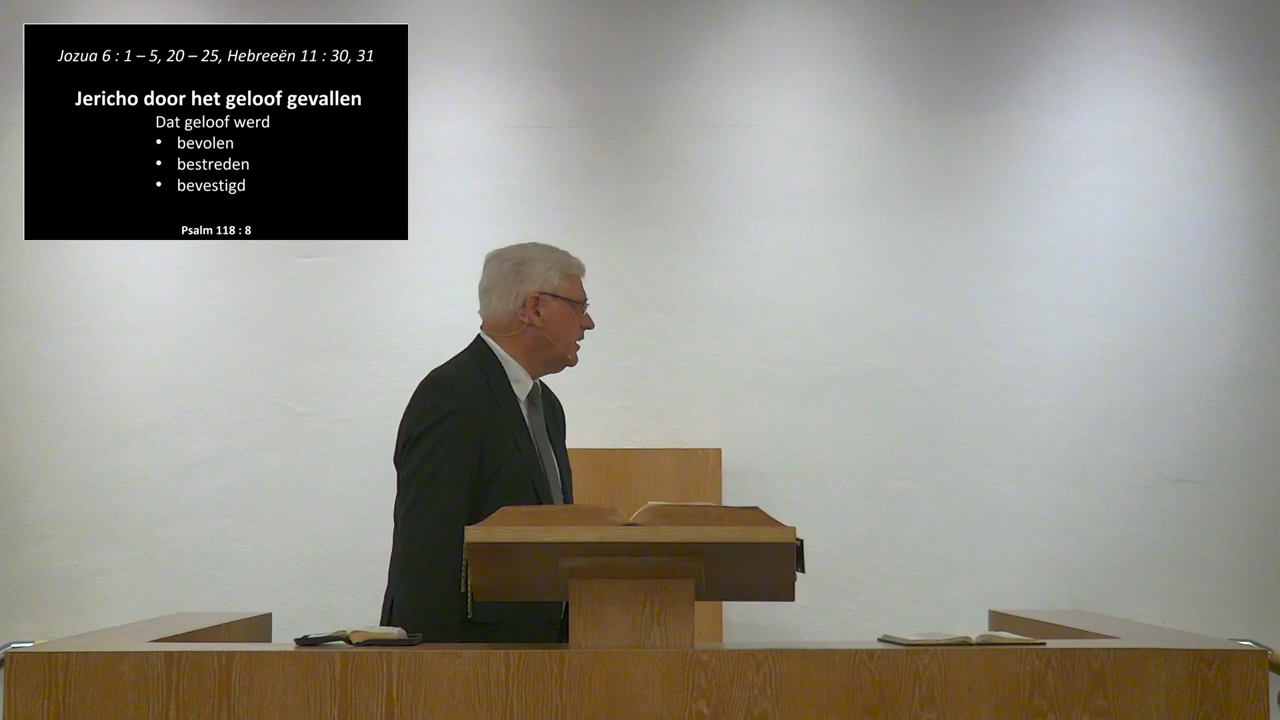 Jozua 6 : 1 – 5, 20 – 25, Hebreeën 11 : 30, 31
Jericho door het geloof gevallen
Dat geloof werd
• bevolen
• bestreden
• bevestigd
Psalm 118 : 8